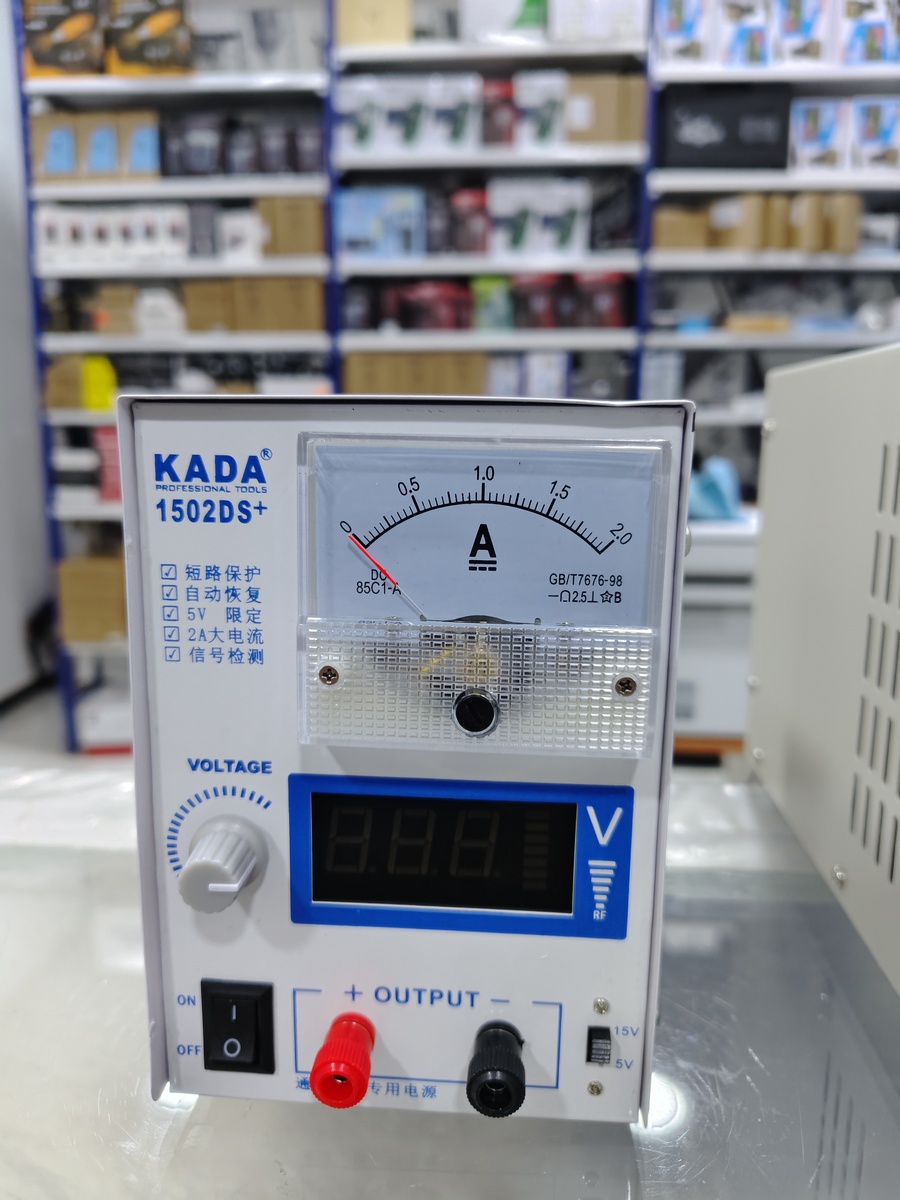 KADA®
PROFESSIONAL TOOLS
1502DS+
☑ 短路保护
☑ 自动恢复
☑ 5V 限定
☑ 2A大电流
☑ 信号检测
0 0.5 1.0 1.5 2.0
A
DC
85C1-A
GB/T7676-98
2.5⊥☆B
VOLTAGE
V
RF
ON
OFF
I
O
+ OUTPUT −
15V
5V
通
专用电源